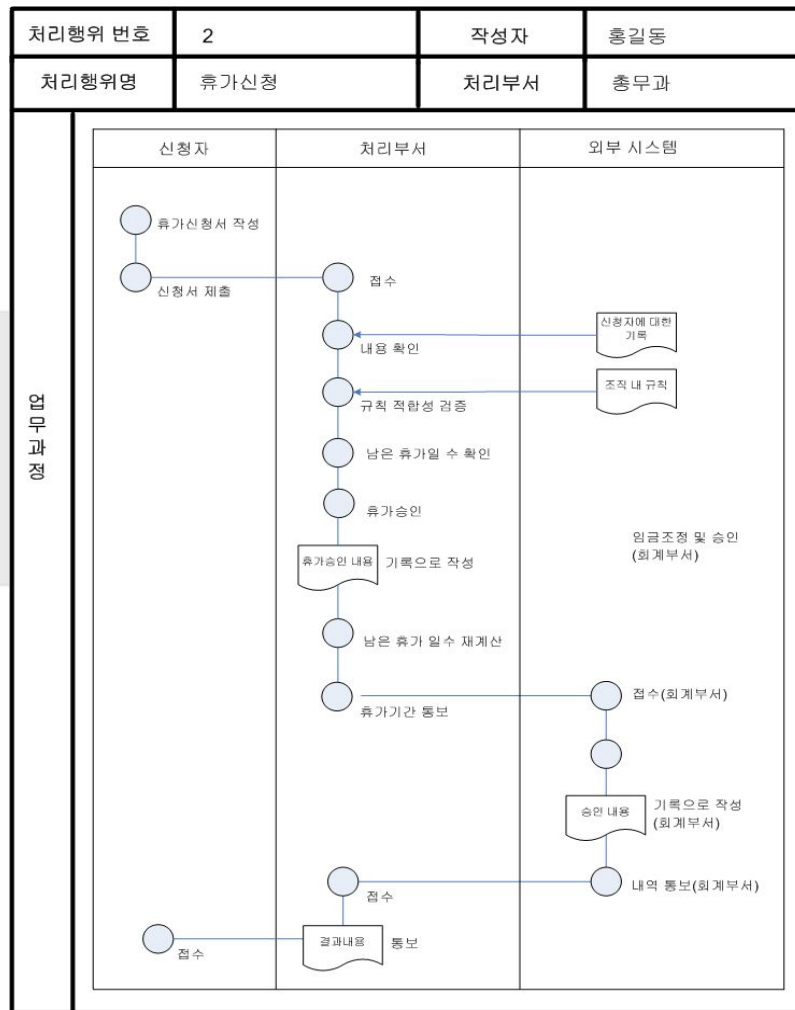 처리행위 번호
2
작성자
홍길동
처리행위명
휴가신청
처리부서
총무과
업
무
과
정
신청자
처리부서
외부 시스템
휴가신청서 작성
신청서 제출
접수
신청자에 대한
기록
내용 확인
조직 내 규칙
규칙 적합성 검증
남은 휴가일 수 확인
휴가승인
임금조정 및 승인
(회계부서)
휴가승인 내용
기록으로 작성
남은 휴가 일수 재계산
접수(회계부서)
휴가기간 통보
승인 내용
기록으로 작성
(회계부서)
내역 통보(회계부서)
접수
결과내용
통보
접수